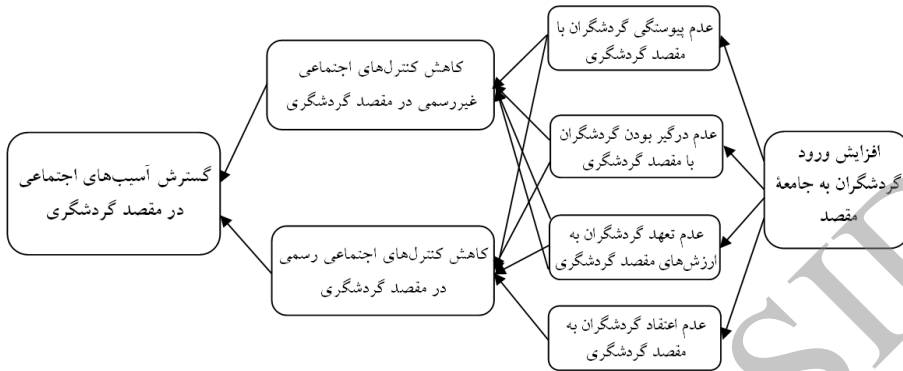 افزایش ورود
گردشگران به جامعهٔ
مقصد
عدم پیوستگی گردشگران با
مقصد گردشگری
عدم درگیر بودن گردشگران
با مقصد گردشگری
عدم تعهد گردشگران به
ارزش‌های مقصد گردشگری
عدم اعتقاد گردشگران به
مقصد گردشگری
کاهش کنترل‌های اجتماعی
غیررسمی در مقصد گردشگری
کاهش کنترل‌های اجتماعی رسمی
در مقصد گردشگری
گسترش آسیب‌های اجتماعی
در مقصد گردشگری
SID